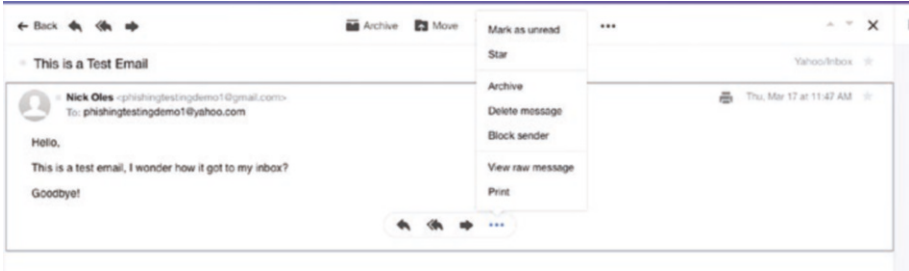 Back Archive Move
This is a Test Email Yahoo/Inbox
Nick Oles <phishingtestingdemo1@gmail.com> Thu, Mar 17 at 11:47 AM
To: phishingtestingdemo1@yahoo.com
Hello,
This is a test email, I wonder how it got to my inbox?
Goodbye!
Mark as unread
Star
Archive
Delete message
Block sender
View raw message
Print